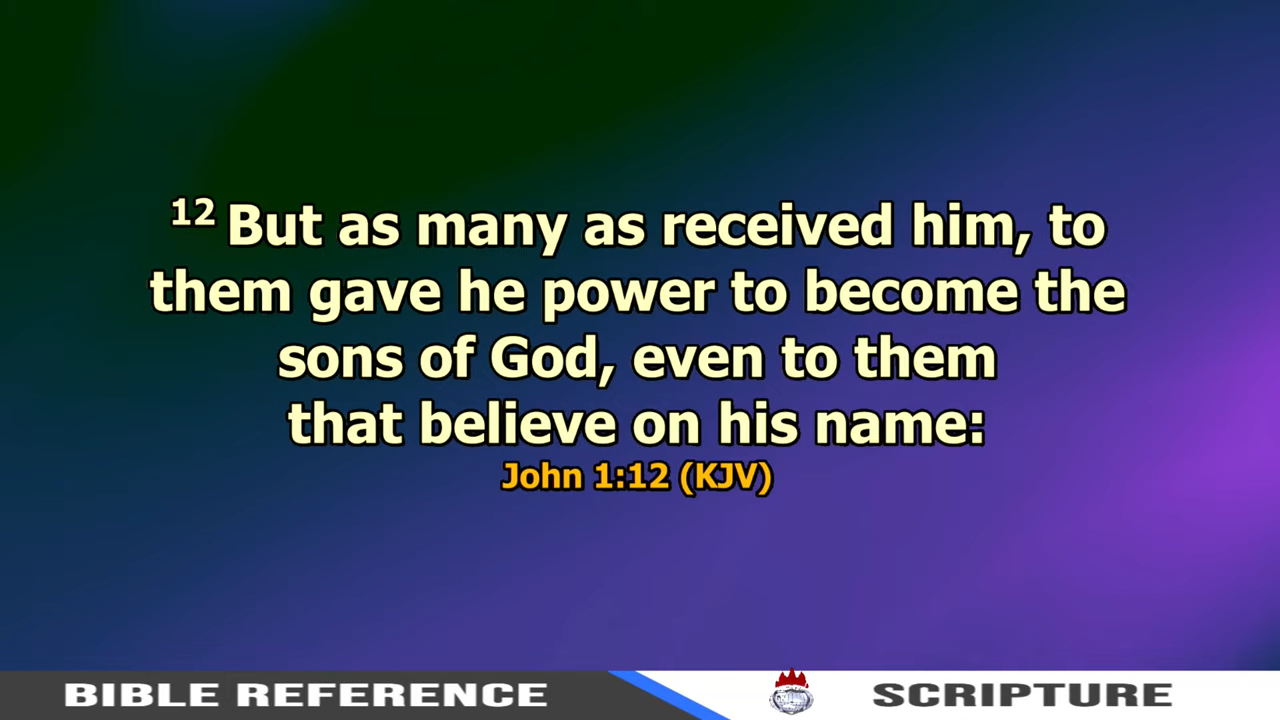 12 But as many as received him, to
them gave he power to become the
sons of God, even to them
that believe on his name:
John 1:12 (KJV)
BIBLE REFERENCE
SCRIPTURE